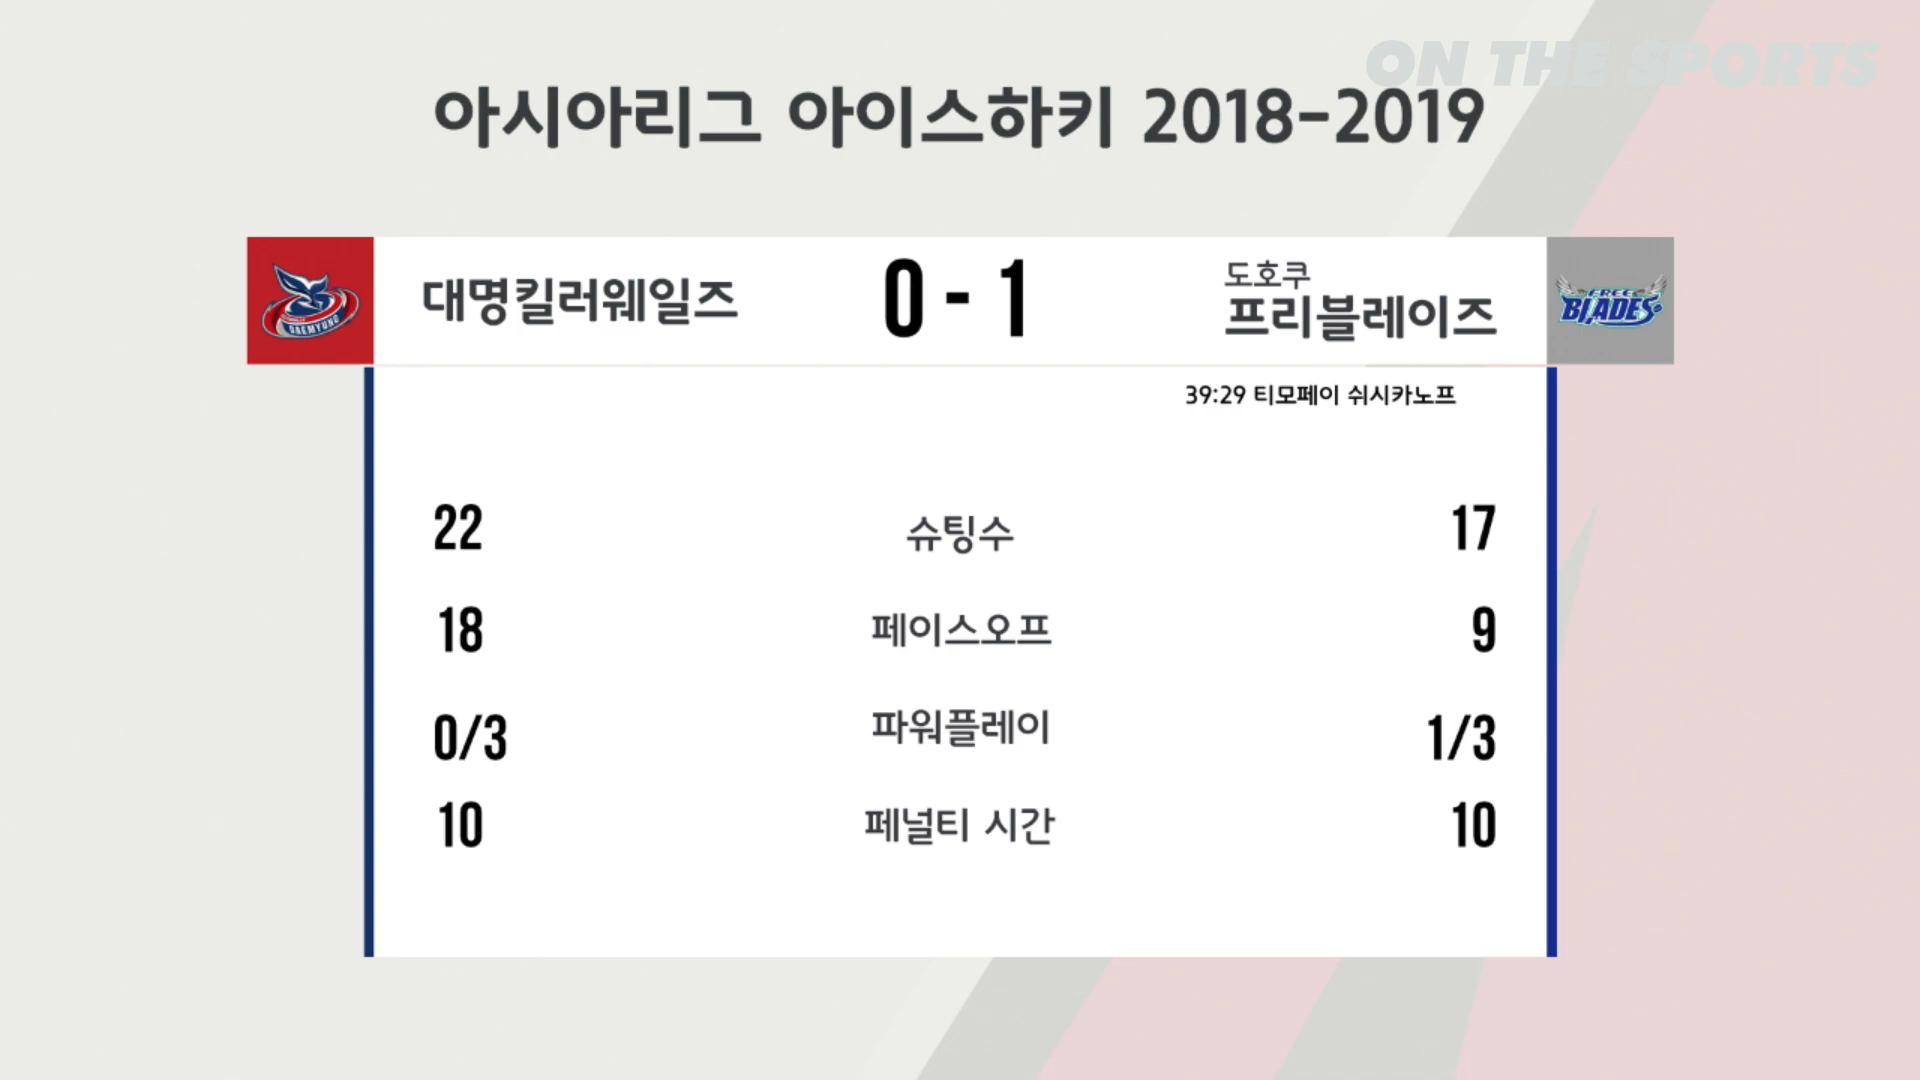 ON THE SPORTS
아시아리그 아이스하키 2018-2019
DAEMYUNG
대명킬러웨일즈
0 - 1
도호쿠
프리블레이즈
FREE
BLADES
39:29 티모페이 쉬시카노프
22 슈팅수 17
18 페이스오프 9
0/3 파워플레이 1/3
10 페널티 시간 10